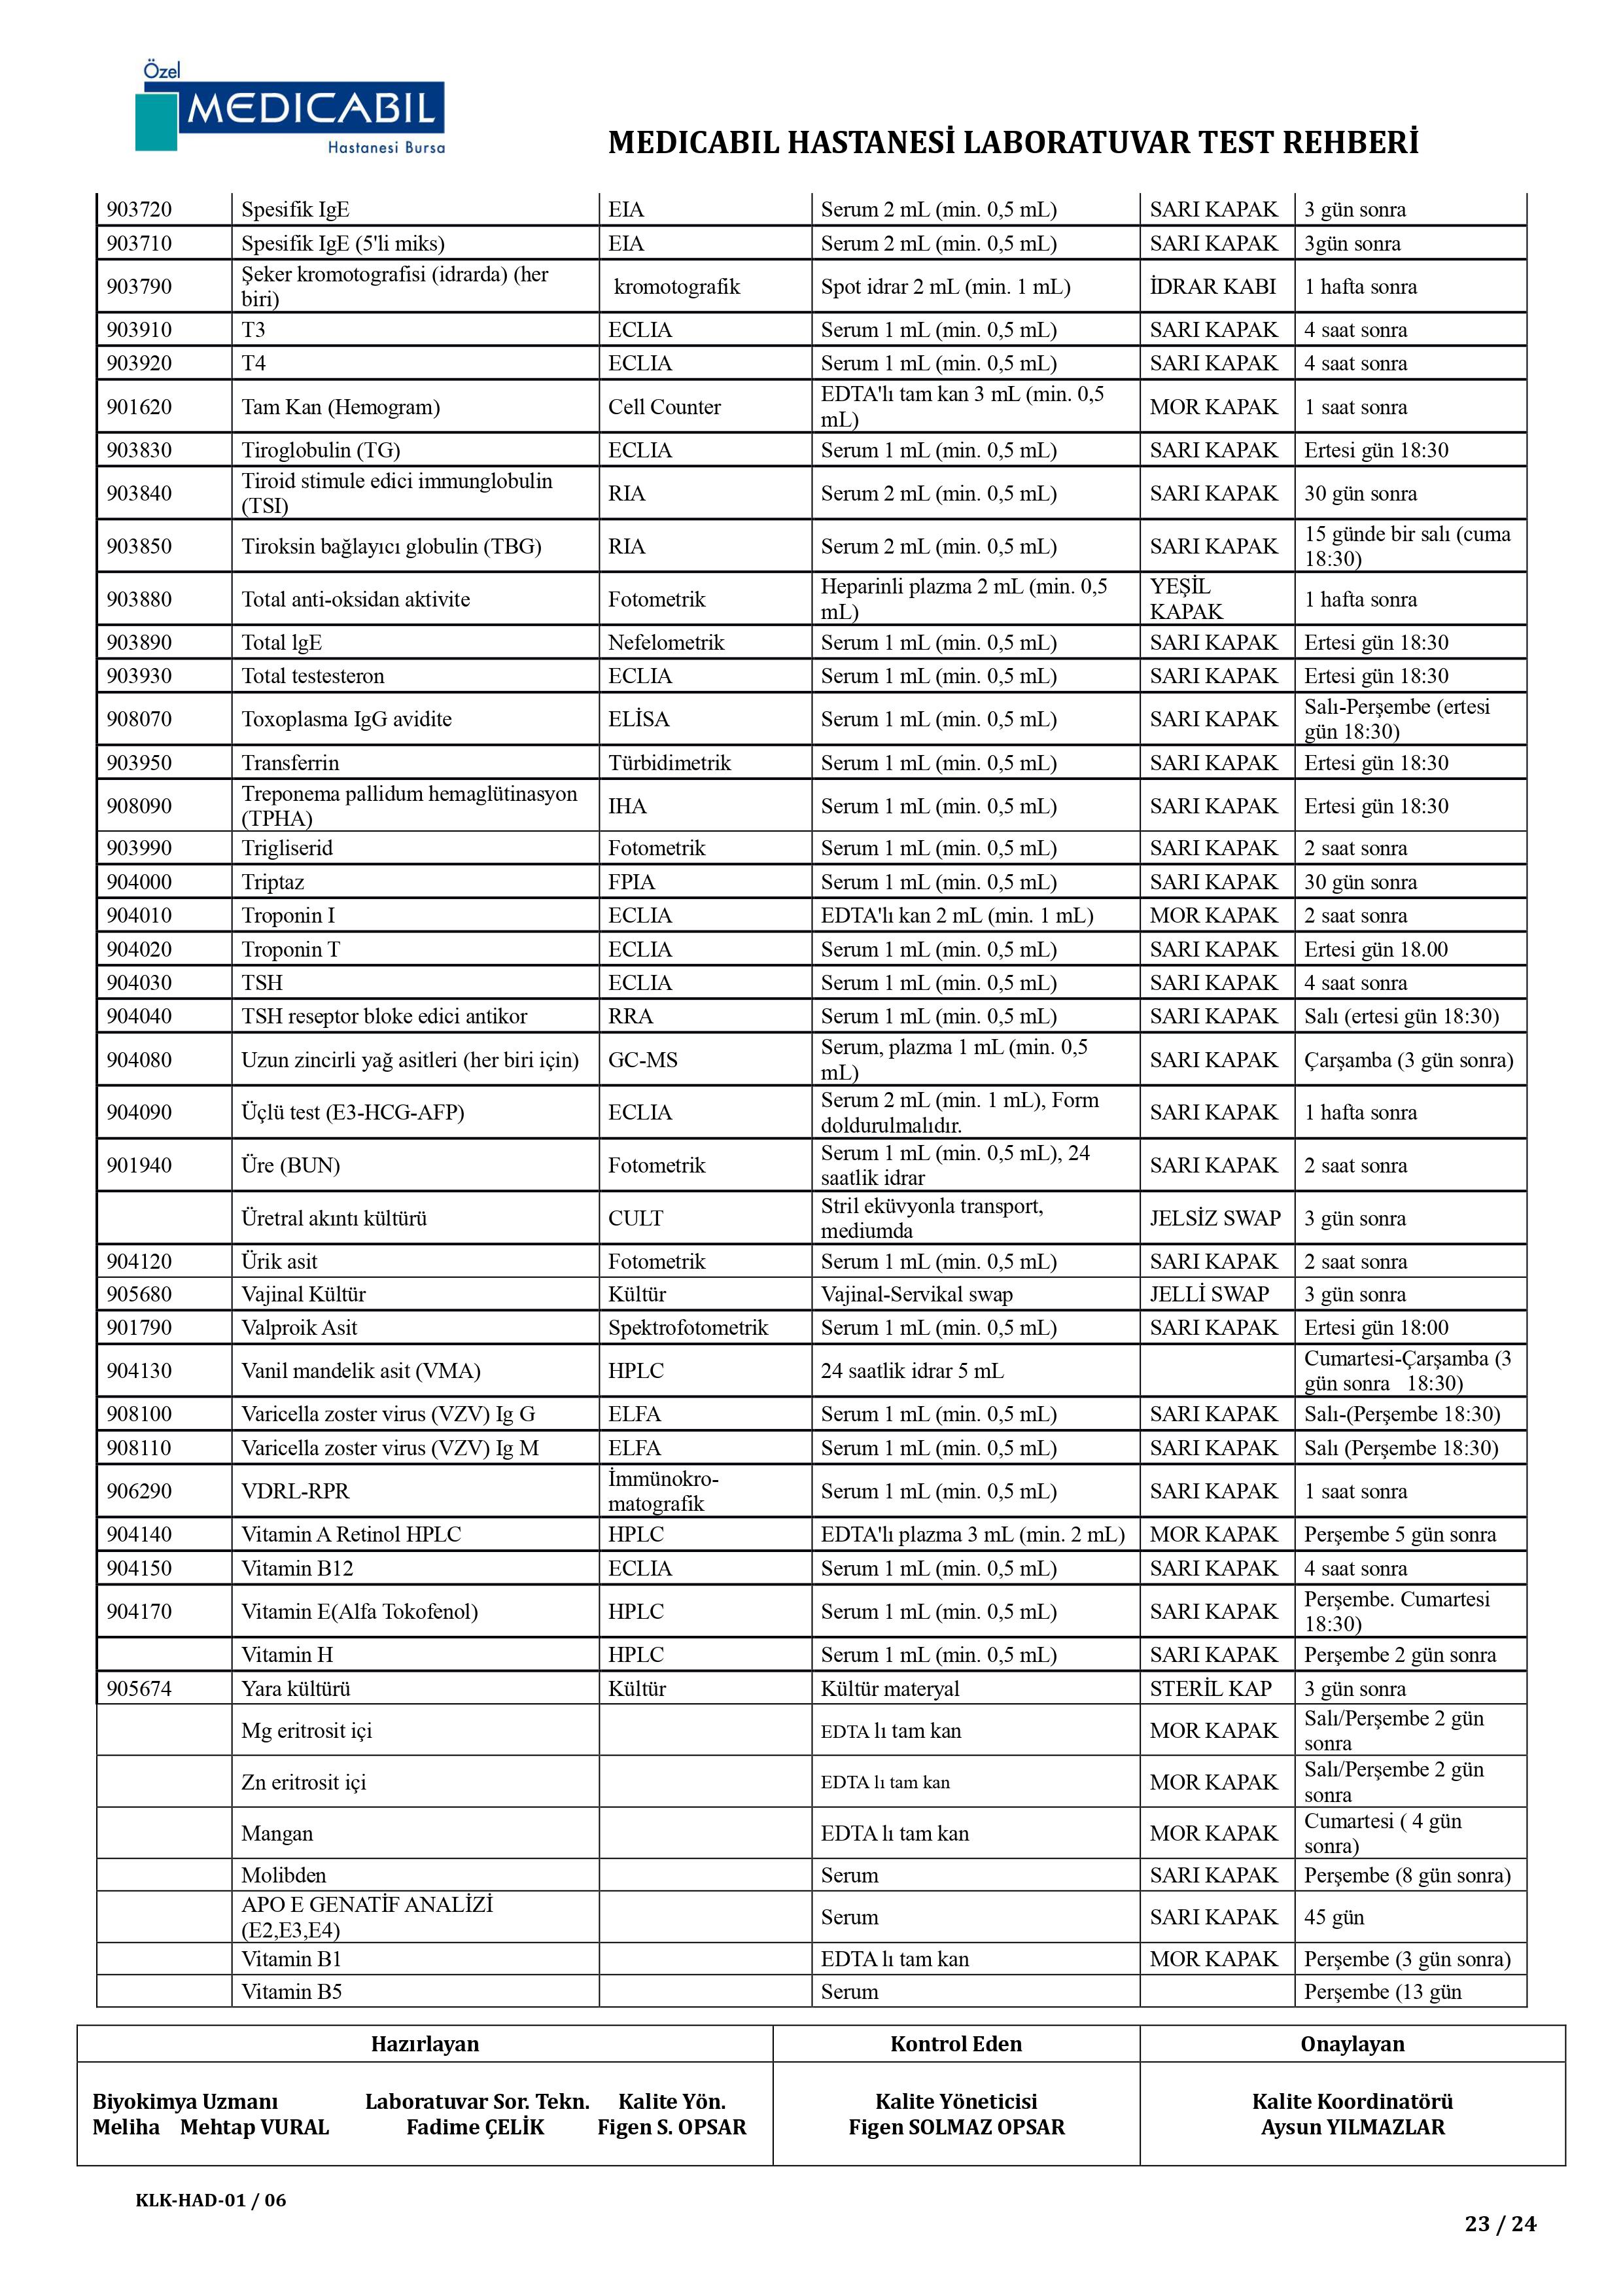 Özel
MEDICABIL
Hastanesi Bursa
MEDICABIL HASTANESİ LABORATUVAR TEST REHBERİ
903720 Spesifik IgE EIA Serum 2 mL (min. 0,5 mL) SARI KAPAK 3 gün sonra
903710 Spesifik IgE (5'li miks) EIA Serum 2 mL (min. 0,5 mL) SARI KAPAK 3gün sonra
903790 Şeker kromotografisi (idrarda) (her
biri) kromotografik Spot idrar 2 mL (min. 1 mL) İDRAR KABI 1 hafta sonra
903910 T3 ECLIA Serum 1 mL (min. 0,5 mL) SARI KAPAK 4 saat sonra
903920 T4 ECLIA Serum 1 mL (min. 0,5 mL) SARI KAPAK 4 saat sonra
901620 Tam Kan (Hemogram) Cell Counter EDTA'lı tam kan 3 mL (min. 0,5
mL) MOR KAPAK 1 saat sonra
903830 Tiroglobulin (TG) ECLIA Serum 1 mL (min. 0,5 mL) SARI KAPAK Ertesi gün 18:30
903840 Tiroid stimule edici immunglobulin
(TSI) RIA Serum 2 mL (min. 0,5 mL) SARI KAPAK 30 gün sonra
903850 Tiroksin bağlayıcı globulin (TBG) RIA Serum 2 mL (min. 0,5 mL) SARI KAPAK 15 günde bir salı (cuma
18:30)
903880 Total anti-oksidan aktivite Fotometrik Heparinli plazma 2 mL (min. 0,5
mL) YEŞİL
KAPAK 1 hafta sonra
903890 Total lgE Nefelometrik Serum 1 mL (min. 0,5 mL) SARI KAPAK Ertesi gün 18:30
903930 Total testesteron ECLIA Serum 1 mL (min. 0,5 mL) SARI KAPAK Ertesi gün 18:30
908070 Toxoplasma IgG avidite ELİSA Serum 1 mL (min. 0,5 mL) SARI KAPAK Salı-Perşembe (ertesi
gün 18:30)
903950 Transferrin Türbidimetrik Serum 1 mL (min. 0,5 mL) SARI KAPAK Ertesi gün 18:30
908090 Treponema pallidum hemaglütinasyon
(TPHA) IHA Serum 1 mL (min. 0,5 mL) SARI KAPAK Ertesi gün 18:30
903990 Trigliserid Fotometrik Serum 1 mL (min. 0,5 mL) SARI KAPAK 2 saat sonra
904000 Triptaz FPIA Serum 1 mL (min. 0,5 mL) SARI KAPAK 30 gün sonra
904010 Troponin I ECLIA EDTA'lı kan 2 mL (min. 1 mL) MOR KAPAK 2 saat sonra
904020 Troponin T ECLIA Serum 1 mL (min. 0,5 mL) SARI KAPAK Ertesi gün 18.00
904030 TSH ECLIA Serum 1 mL (min. 0,5 mL) SARI KAPAK 4 saat sonra
904040 TSH reseptor bloke edici antikor RRA Serum 1 mL (min. 0,5 mL) SARI KAPAK Salı (ertesi gün 18:30)
904080 Uzun zincirli yağ asitleri (her biri için) GC-MS Serum, plazma 1 mL (min. 0,5
mL) SARI KAPAK Çarşamba (3 gün sonra)
904090 Üçlü test (E3-HCG-AFP) ECLIA Serum 2 mL (min. 1 mL), Form
doldurulmalıdır. SARI KAPAK 1 hafta sonra
901940 Üre (BUN) Fotometrik Serum 1 mL (min. 0,5 mL), 24
saatlik idrar SARI KAPAK 2 saat sonra
Üretral akıntı kültürü CULT Stril eküvyonla transport,
mediumda JELSİZ SWAP 3 gün sonra
904120 Ürik asit Fotometrik Serum 1 mL (min. 0,5 mL) SARI KAPAK 2 saat sonra
905680 Vajinal Kültür Kültür Vajinal-Servikal swap JELLİ SWAP 3 gün sonra
901790 Valproik Asit Spektrofotometrik Serum 1 mL (min. 0,5 mL) SARI KAPAK Ertesi gün 18:00
904130 Vanil mandelik asit (VMA) HPLC 24 saatlik idrar 5 mL Cumartesi-Çarşamba (3
gün sonra 18:30)
908100 Varicella zoster virus (VZV) Ig G ELFA Serum 1 mL (min. 0,5 mL) SARI KAPAK Salı-(Perşembe 18:30)
908110 Varicella zoster virus (VZV) Ig M ELFA Serum 1 mL (min. 0,5 mL) SARI KAPAK Salı (Perşembe 18:30)
906290 VDRL-RPR İmmünokro-
matografik Serum 1 mL (min. 0,5 mL) SARI KAPAK 1 saat sonra
904140 Vitamin A Retinol HPLC HPLC EDTA'lı plazma 3 mL (min. 2 mL) MOR KAPAK Perşembe 5 gün sonra
904150 Vitamin B12 ECLIA Serum 1 mL (min. 0,5 mL) SARI KAPAK 4 saat sonra
904170 Vitamin E(Alfa Tokofenol) HPLC Serum 1 mL (min. 0,5 mL) SARI KAPAK Perşembe. Cumartesi
18:30)
Vitamin H HPLC Serum 1 mL (min. 0,5 mL) SARI KAPAK Perşembe 2 gün sonra
905674 Yara kültürü Kültür Kültür materyal STERİL KAP 3 gün sonra
Mg eritrosit içi EDTA lı tam kan MOR KAPAK Salı/Perşembe 2 gün
sonra
Zn eritrosit içi EDTA lı tam kan MOR KAPAK Salı/Perşembe 2 gün
sonra
Mangan EDTA lı tam kan MOR KAPAK Cumartesi ( 4 gün
sonra)
Molibden Serum SARI KAPAK Perşembe (8 gün sonra)
APO E GENATİF ANALİZİ
(E2,E3,E4) Serum SARI KAPAK 45 gün
Vitamin B1 EDTA lı tam kan MOR KAPAK Perşembe (3 gün sonra)
Vitamin B5 Serum Perşembe (13 gün
Hazırlayan Kontrol Eden Onaylayan
Biyokimya Uzmanı Laboratuvar Sor. Tekn. Kalite Yön. Kalite Yöneticisi Kalite Koordinatörü
Meliha Mehtap VURAL Fadime ÇELİK Figen S. OPSAR Figen SOLMAZ OPSAR Aysun YILMAZLAR
KLK-HAD-01 / 06
23 / 24